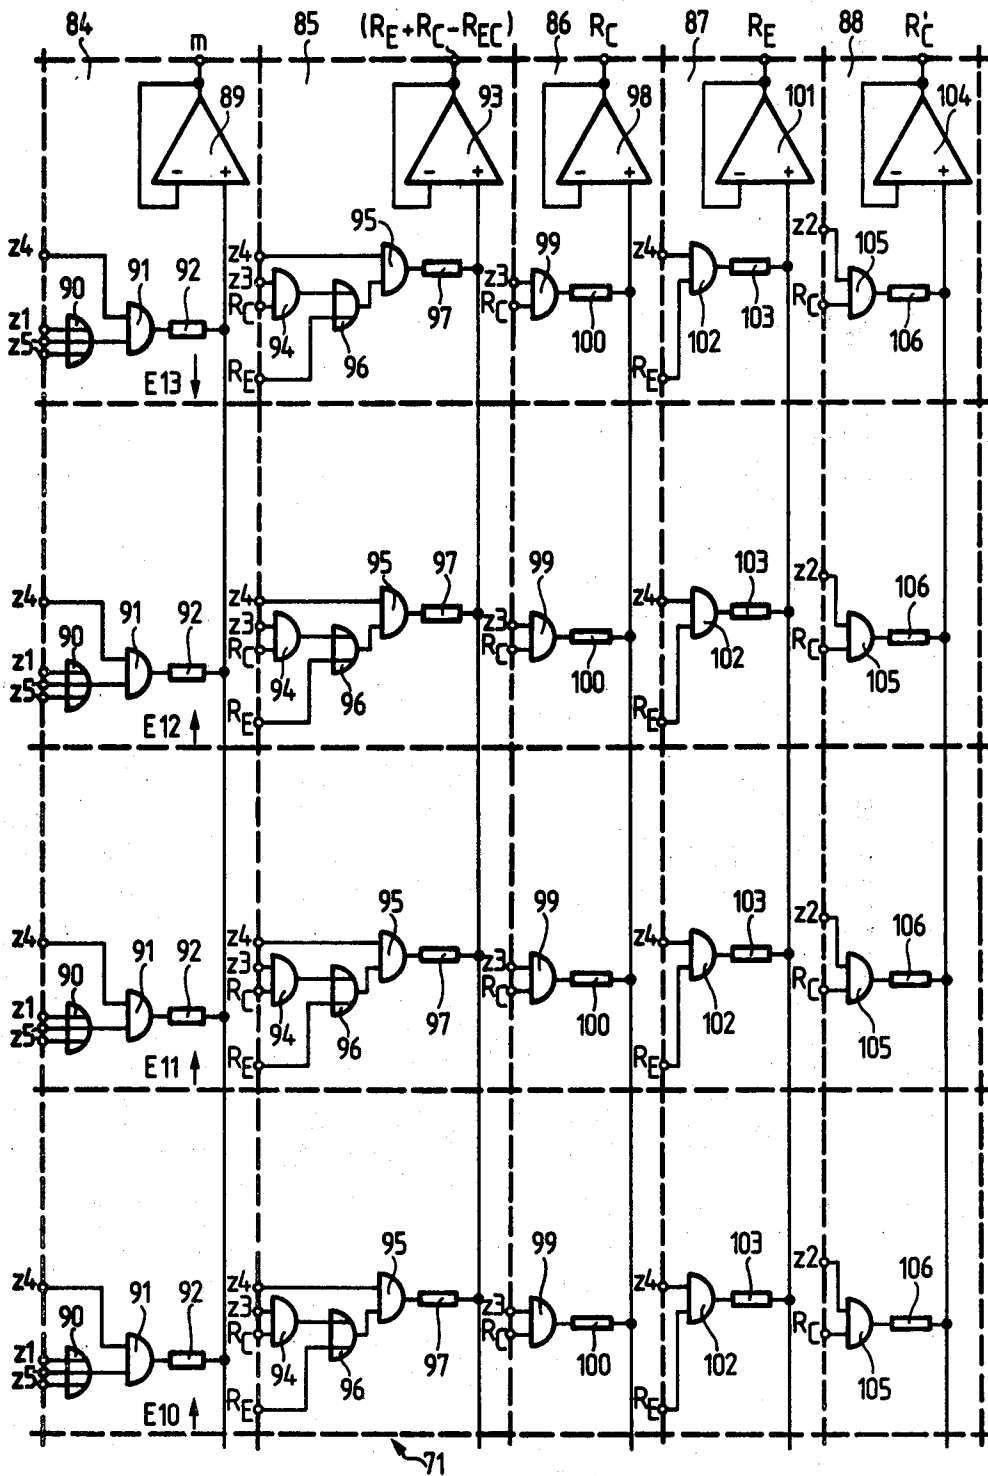 84 m 85 (RE+RC−REC) 86 RC 87 RE 88 R'C
89 93 98 101 104
− + − + − + − + − +
z4 90 91 92 z1 z5 E13
z4 z3 RC RE 94 95 96 97
z3 RC 99 100
z4 RE 102 103
z2 RC 105 106
z4 90 91 92 z1 z5 E12
z4 z3 RC RE 94 95 96 97
z3 RC 99 100
z4 RE 102 103
z2 RC 105 106
z4 90 91 92 z1 z5 E11
z4 z3 RC RE 94 95 96 97
z3 RC 99 100
z4 RE 102 103
z2 RC 105 106
z4 90 91 92 z1 z5 E10
z4 z3 RC RE 94 95 96 97
z3 RC 99 100
z4 RE 102 103
z2 RC 105 106
71